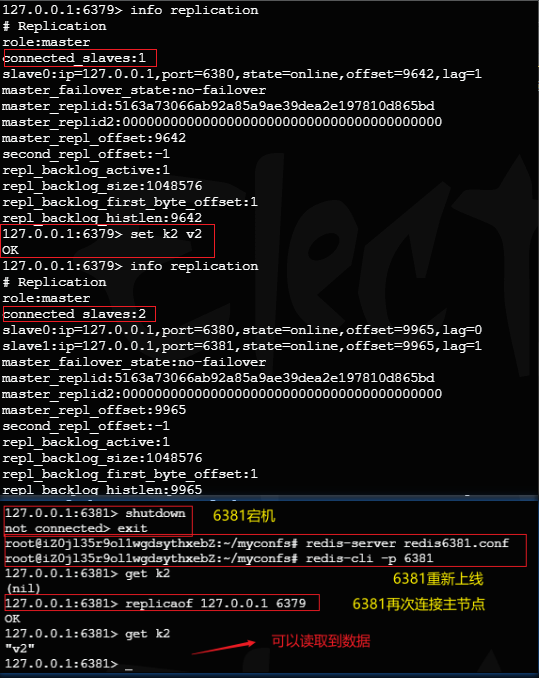 127.0.0.1:6379> info replication
# Replication
role:master
connected_slaves:1
slave0:ip=127.0.0.1,port=6380,state=online,offset=9642,lag=1
master_failover_state:no-failover
master_replid:5163a73066ab92a85a9ae39dea2e197810d865bd
master_replid2:0000000000000000000000000000000000000000
master_repl_offset:9642
second_repl_offset:-1
repl_backlog_active:1
repl_backlog_size:1048576
repl_backlog_first_byte_offset:1
repl_backlog_histlen:9642
127.0.0.1:6379> set k2 v2
OK
127.0.0.1:6379> info replication
# Replication
role:master
connected_slaves:2
slave0:ip=127.0.0.1,port=6380,state=online,offset=9965,lag=0
slave1:ip=127.0.0.1,port=6381,state=online,offset=9965,lag=1
master_failover_state:no-failover
master_replid:5163a73066ab92a85a9ae39dea2e197810d865bd
master_replid2:0000000000000000000000000000000000000000
master_repl_offset:9965
second_repl_offset:-1
repl_backlog_active:1
repl_backlog_size:1048576
repl_backlog_first_byte_offset:1
repl_backlog_histlen:9965
127.0.0.1:6381> shutdown 6381宕机
not connected> exit
root@iZ0jl35r9ol1wgdsythxebZ:~/myconfs# redis-server redis6381.conf
root@iZ0jl35r9ol1wgdsythxebZ:~/myconfs# redis-cli -p 6381
127.0.0.1:6381> get k2 6381重新上线
(nil)
127.0.0.1:6381> replicaof 127.0.0.1 6379 6381再次连接主节点
OK
127.0.0.1:6381> get k2
"v2" 可以读取到数据
127.0.0.1:6381> _